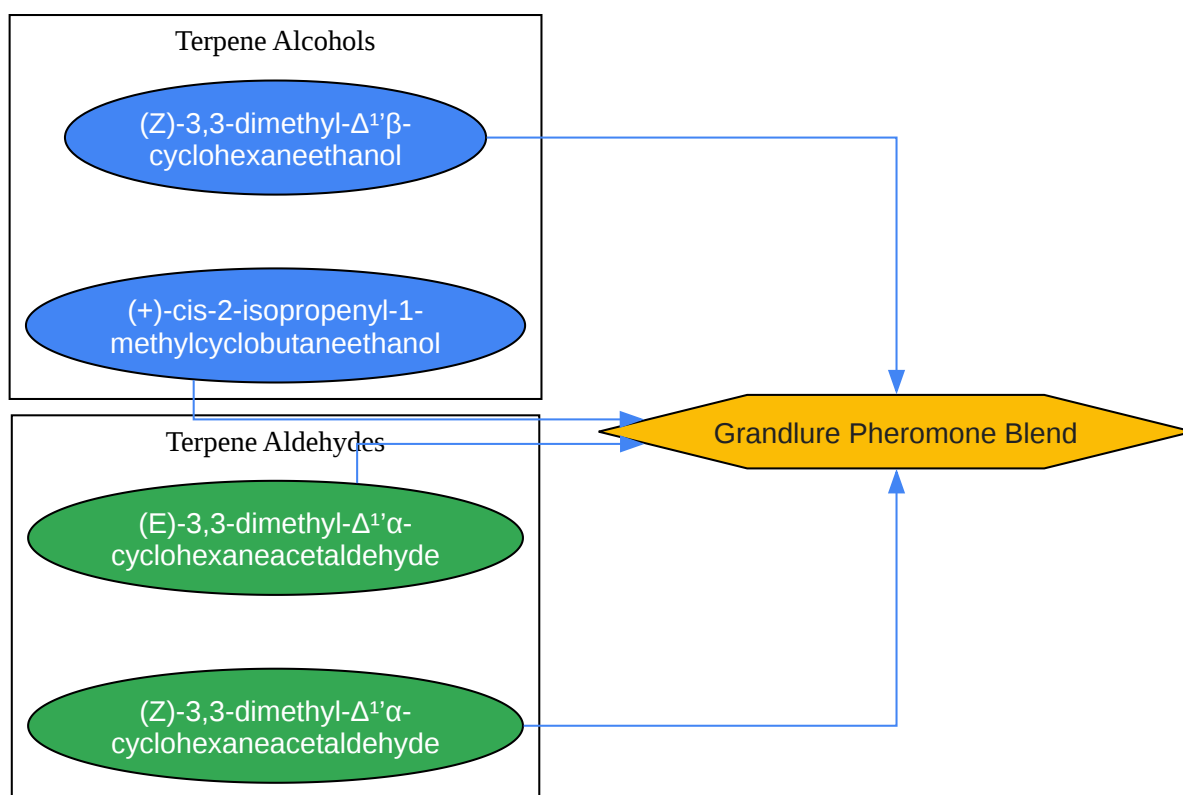 Terpene Alcohols
(Z)-3,3-dimethyl-Δ¹'β-
cyclohexaneethanol
(+)-cis-2-isopropenyl-1-
methylcyclobutaneethanol
Grandlure Pheromone Blend
Terpene Aldehydes
(E)-3,3-dimethyl-Δ¹'α-
cyclohexaneacetaldehyde
(Z)-3,3-dimethyl-Δ¹'α-
cyclohexaneacetaldehyde